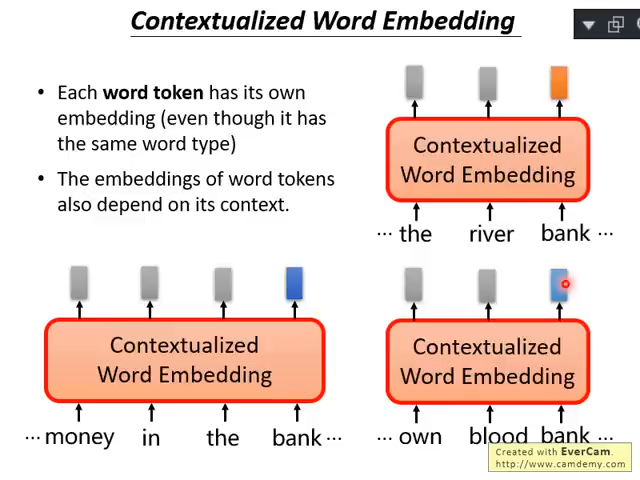 Contextualized Word Embedding
• Each word token has its own
embedding (even though it has
the same word type)
• The embeddings of word tokens
also depend on its context.
Contextualized
Word Embedding
··· the river bank ···
Contextualized
Word Embedding
··· money in the bank ···
Contextualized
Word Embedding
··· own blood bank ···
Created with EverCam.
http://www.camdemy.com